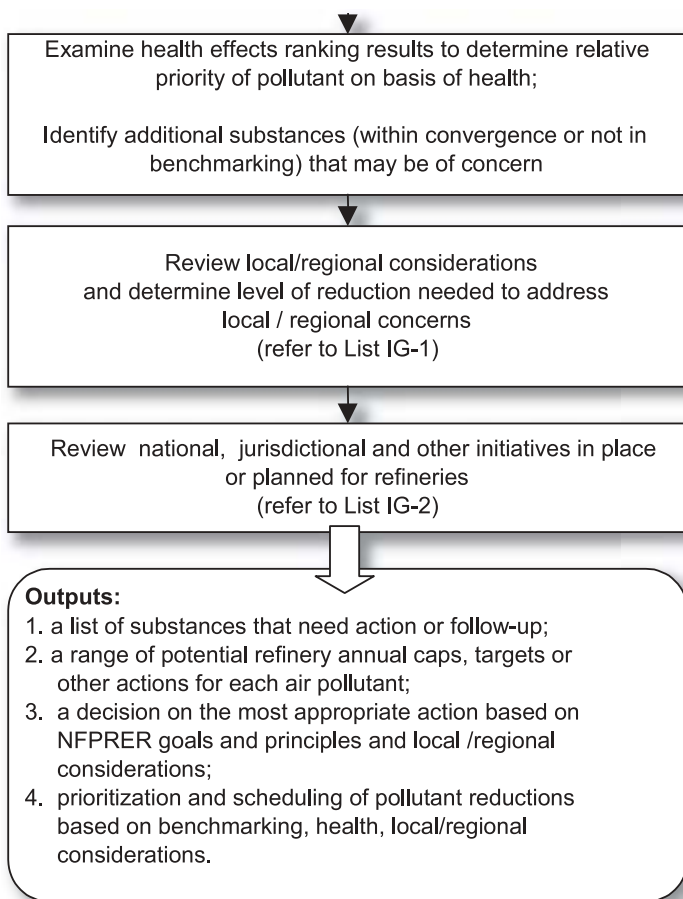 Examine health effects ranking results to determine relative
priority of pollutant on basis of health;
Identify additional substances (within convergence or not in
benchmarking) that may be of concern
Review local/regional considerations
and determine level of reduction needed to address
local / regional concerns
(refer to List IG-1)
Review national, jurisdictional and other initiatives in place
or planned for refineries
(refer to List IG-2)
Outputs:
1. a list of substances that need action or follow-up;
2. a range of potential refinery annual caps, targets or
other actions for each air pollutant;
3. a decision on the most appropriate action based on
NFPRER goals and principles and local /regional
considerations;
4. prioritization and scheduling of pollutant reductions
based on benchmarking, health, local/regional
considerations.